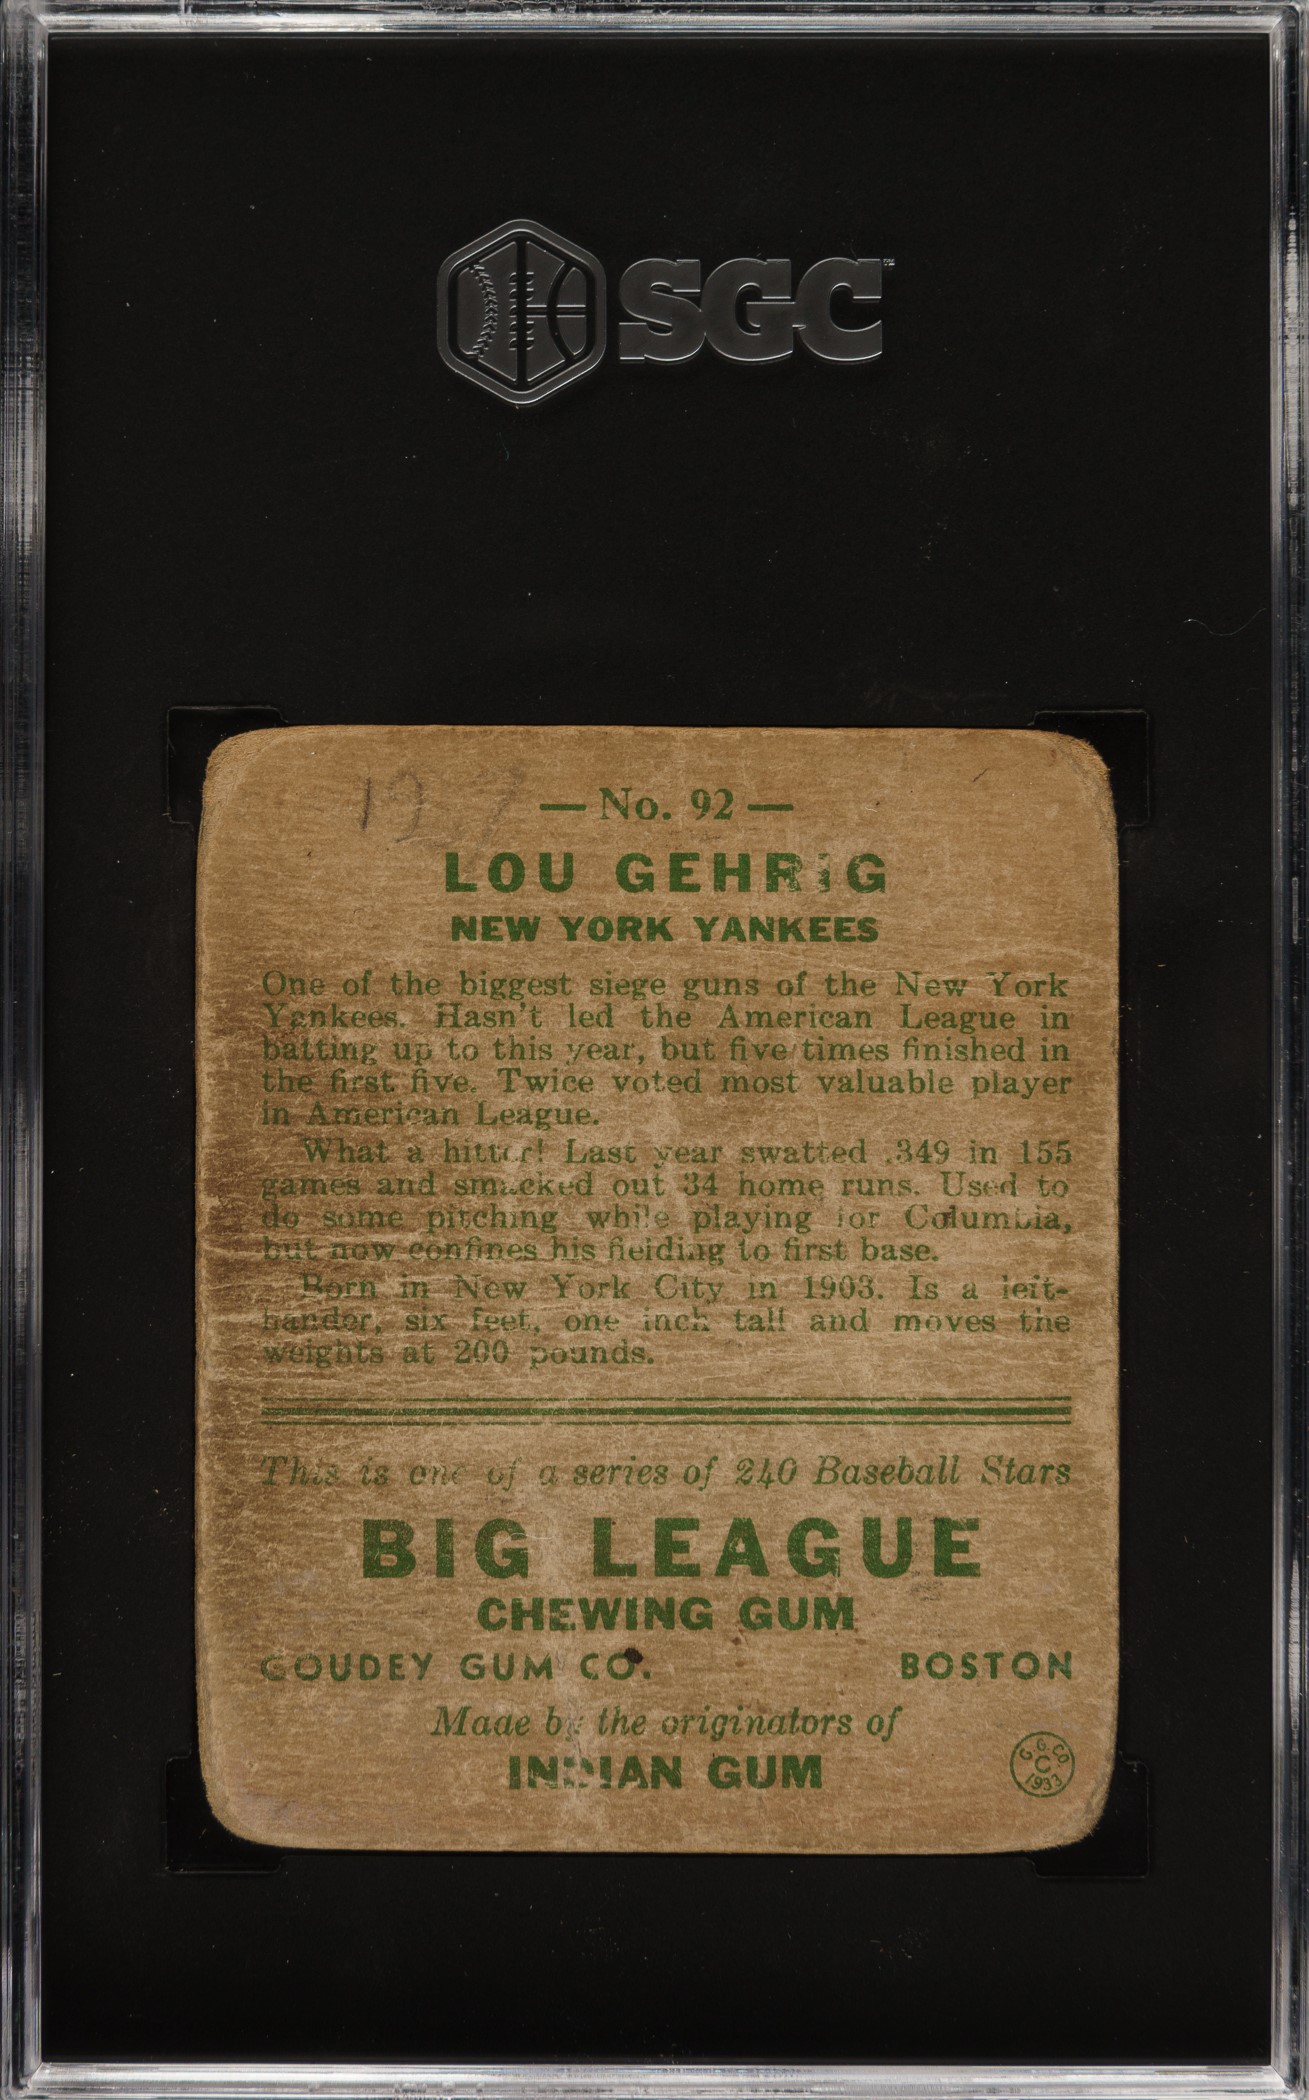 SGC™
19 7
— No. 92 —
LOU GEHRIG
NEW YORK YANKEES
One of the biggest siege guns of the New York
Yankees. Hasn't led the American League in
batting up to this year, but five times finished in
the first five. Twice voted most valuable player
in American League.
What a hitter! Last year swatted .349 in 155
games and smacked out 34 home runs. Used to
do some pitching while playing for Columbia,
but now confines his fielding to first base.
Born in New York City in 1903. Is a left-
hander, six feet, one inch tall and moves the
weights at 200 pounds.
This is one of a series of 240 Baseball Stars
BIG LEAGUE
CHEWING GUM
GOUDEY GUM CO. BOSTON
Made by the originators of
INDIAN GUM
G. G. CO
C
1933